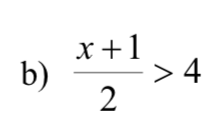 b) (x+1)/2 > 4